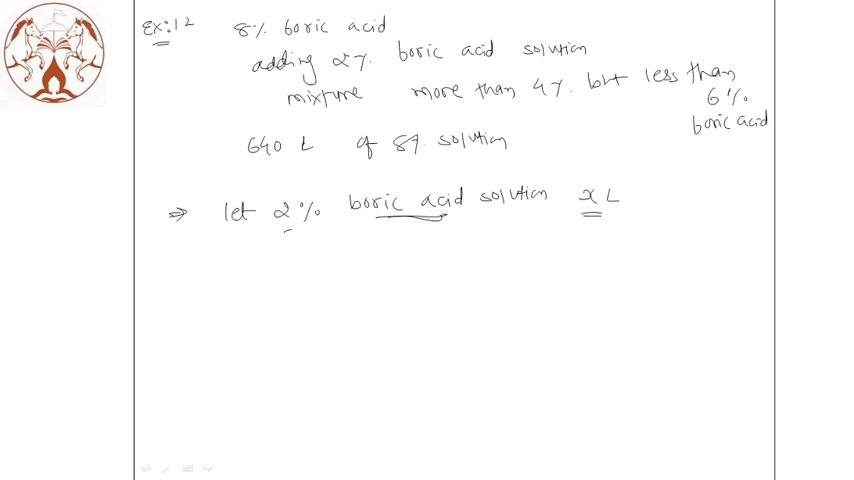 Ex:12 8% boric acid
adding 2% boric acid solution
mixture more than 4%. but less than
6%
boric acid
640 L of 8% solution
⇒ let 2% boric acid solution x L